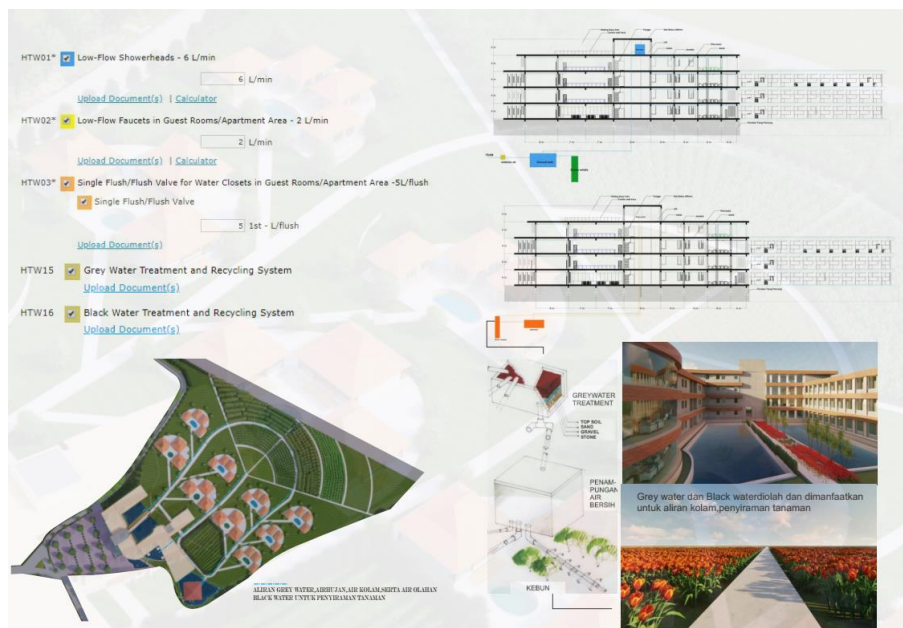 HTW01* Low-Flow Showerheads - 6 L/min
6 L/min
Upload Document(s) | Calculator
HTW02* Low-Flow Faucets in Guest Rooms/Apartment Area - 2 L/min
2 L/min
Upload Document(s) | Calculator
HTW03* Single Flush/Flush Valve for Water Closets in Guest Rooms/Apartment Area -5L/flush
Single Flush/Flush Valve
5 1st - L/flush
Upload Document(s)
HTW15 Grey Water Treatment and Recycling System
Upload Document(s)
HTW16 Black Water Treatment and Recycling System
Upload Document(s)
ALIRAN GREY WATER,AIRHUJAN,AIR KOLAM,SERTA AIR OLAHAN
BLACK WATER UNTUK PENYIRAMAN TANAMAN
GREYWATER
TREATMENT
TOP SOIL
SAND
GRAVEL
STONE
PENAM-
PUNGAN
AIR
BERSIH
KEBUN
Grey water dan Black waterdiolah dan dimanfaatkan
untuk aliran kolam,penyiraman tanaman